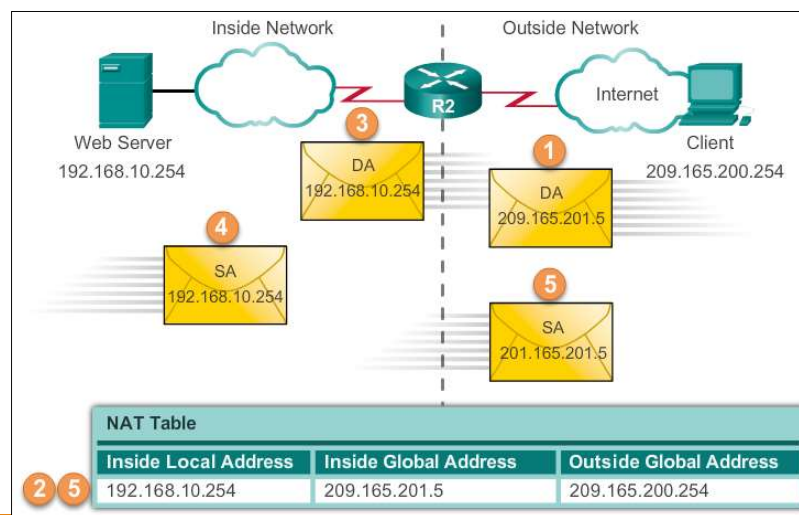 Inside Network
Outside Network
R2
Internet
Web Server
192.168.10.254
Client
209.165.200.254
3
DA
192.168.10.254
1
DA
209.165.201.5
4
SA
192.168.10.254
5
SA
201.165.201.5
NAT Table
Inside Local Address Inside Global Address Outside Global Address
2 5 192.168.10.254 209.165.201.5 209.165.200.254